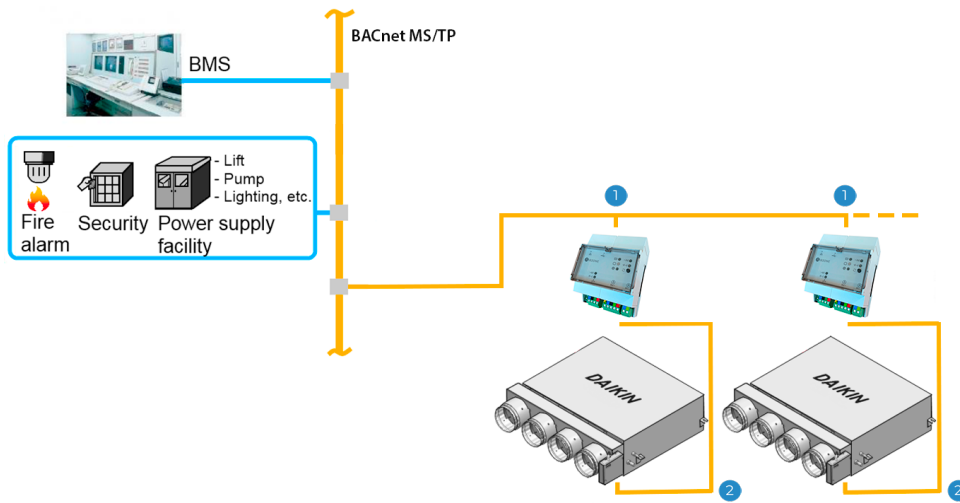 BACnet MS/TP
BMS
- Lift
- Pump
- Lighting, etc.
Fire
alarm
Security
Power supply
facility
1
1
DAIKIN
DAIKIN
2
2